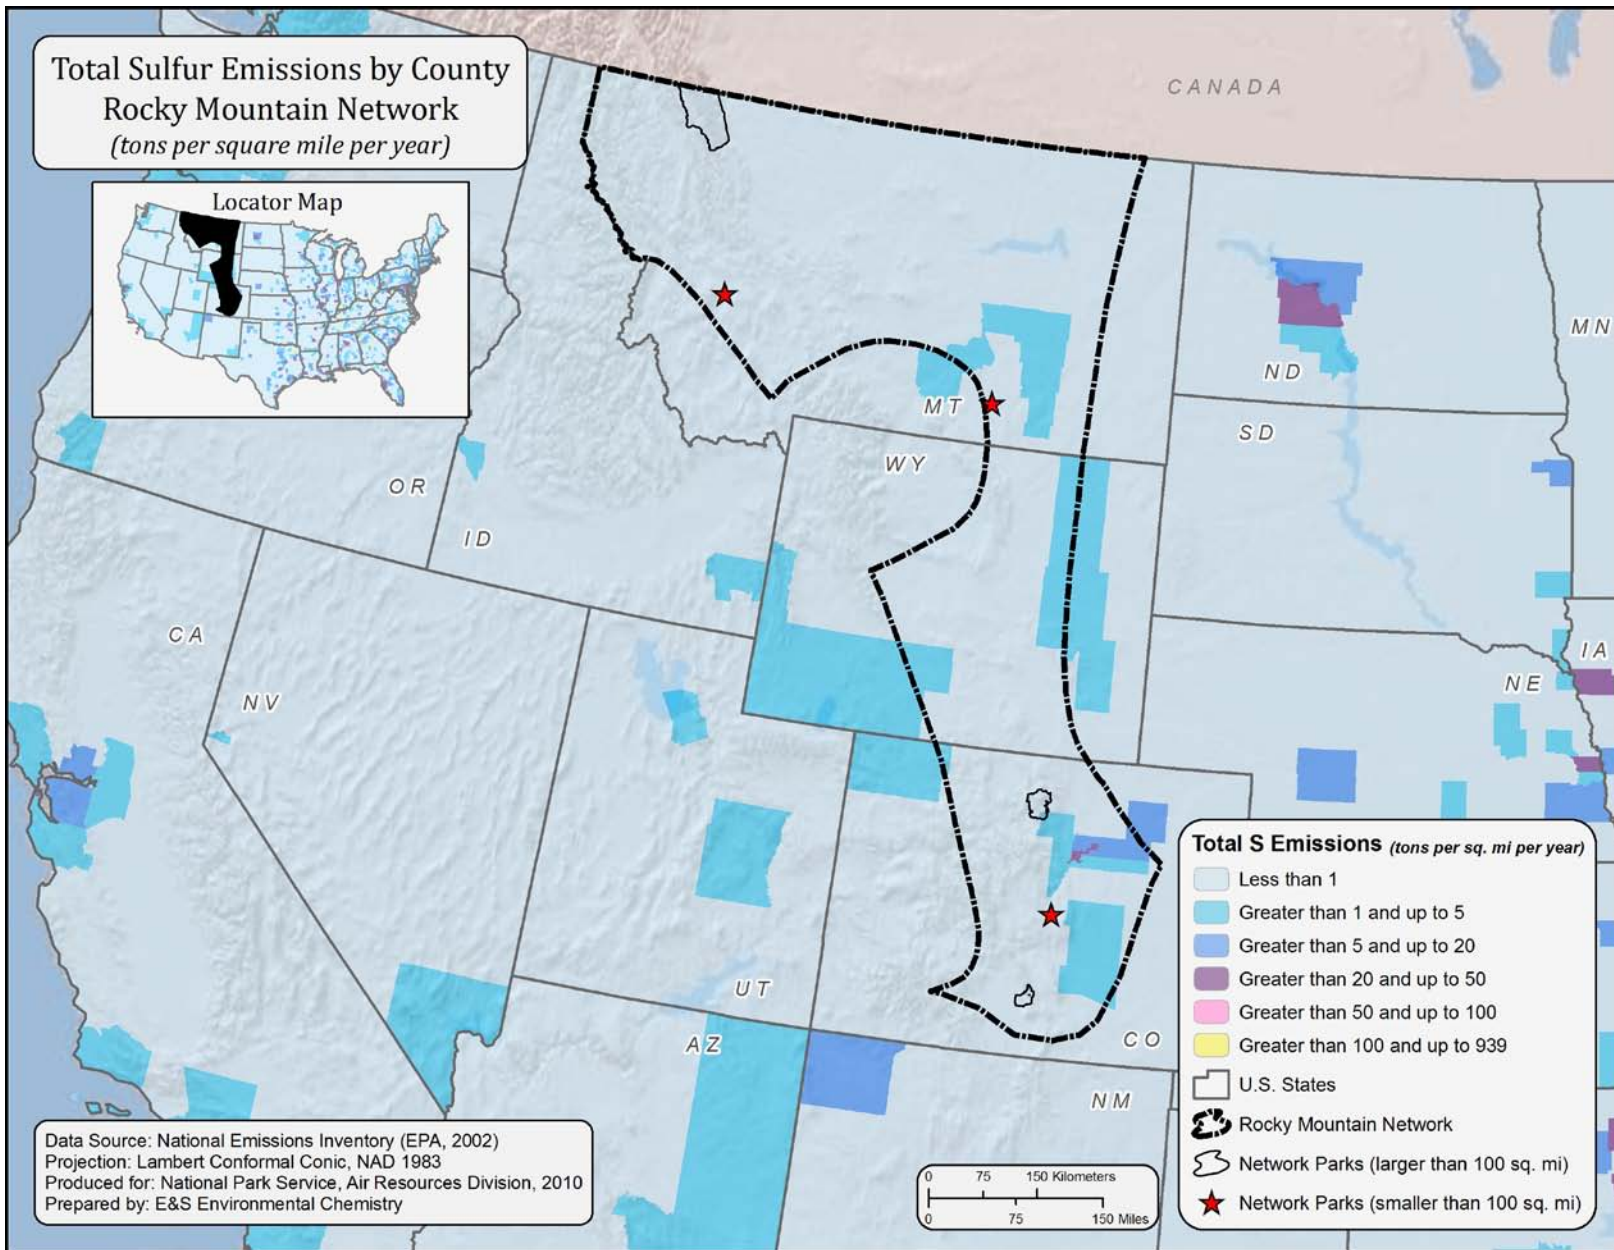 Total Sulfur Emissions by County
Rocky Mountain Network
(tons per square mile per year)
Locator Map
CANADA
MN
ND
MT
SD
WY
OR
ID
CA
IA
NE
NV
UT
CO
AZ
NM
Total S Emissions (tons per sq. mi per year)
Less than 1
Greater than 1 and up to 5
Greater than 5 and up to 20
Greater than 20 and up to 50
Greater than 50 and up to 100
Greater than 100 and up to 939
U.S. States
Rocky Mountain Network
Network Parks (larger than 100 sq. mi)
Network Parks (smaller than 100 sq. mi)
Data Source: National Emissions Inventory (EPA, 2002)
Projection: Lambert Conformal Conic, NAD 1983
Produced for: National Park Service, Air Resources Division, 2010
Prepared by: E&S Environmental Chemistry
0 75 150 Kilometers
0 75 150 Miles